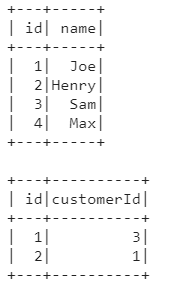 +---+-----+
| id| name|
+---+-----+
|  1|  Joe|
|  2|Henry|
|  3|  Sam|
|  4|  Max|
+---+-----+
+---+----------+
| id|customerId|
+---+----------+
|  1|         3|
|  2|         1|
+---+----------+